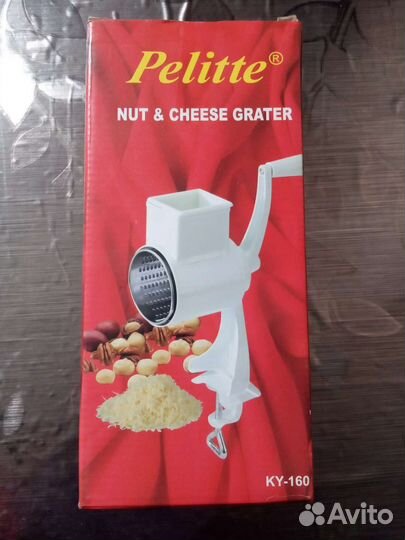 Pelitte®
NUT & CHEESE GRATER
KY-160
Avito